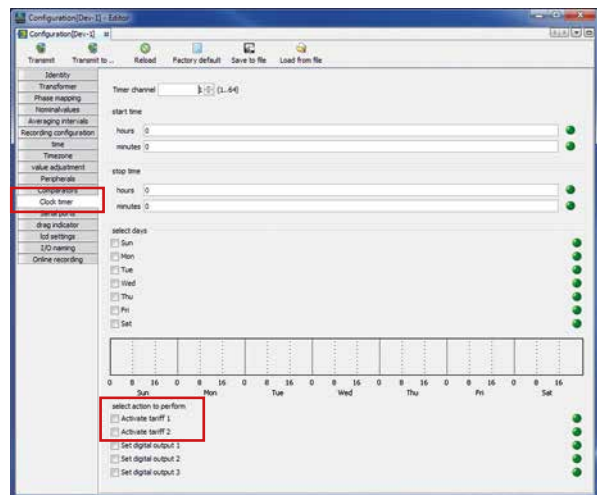 Configuration[Dev-1] - Editor
Configuration[Dev-1]
Transmit
Transmit to ...
Reload
Factory default
Save to file
Load from file
Identity
Transformer
Phase mapping
Nominalvalues
Averaging intervals
Recording configuration
time
Timezone
value adjustment
Peripherals
Comparators
Clock timer
Serial ports
drag indicator
lcd settings
I/O naming
Online recording
Timer channel 1 (1..64)
start time
hours 0
minutes 0
stop time
hours 0
minutes 0
select days
Sun
Mon
Tue
Wed
Thu
Fri
Sat
0 8 16 0 8 16 0 8 16 0 8 16 0 8 16 0 8 16 0 8 16
Sun Mon Tue Wed Thu Fri Sat
select action to perform
Activate tariff 1
Activate tariff 2
Set digital output 1
Set digital output 2
Set digital output 3